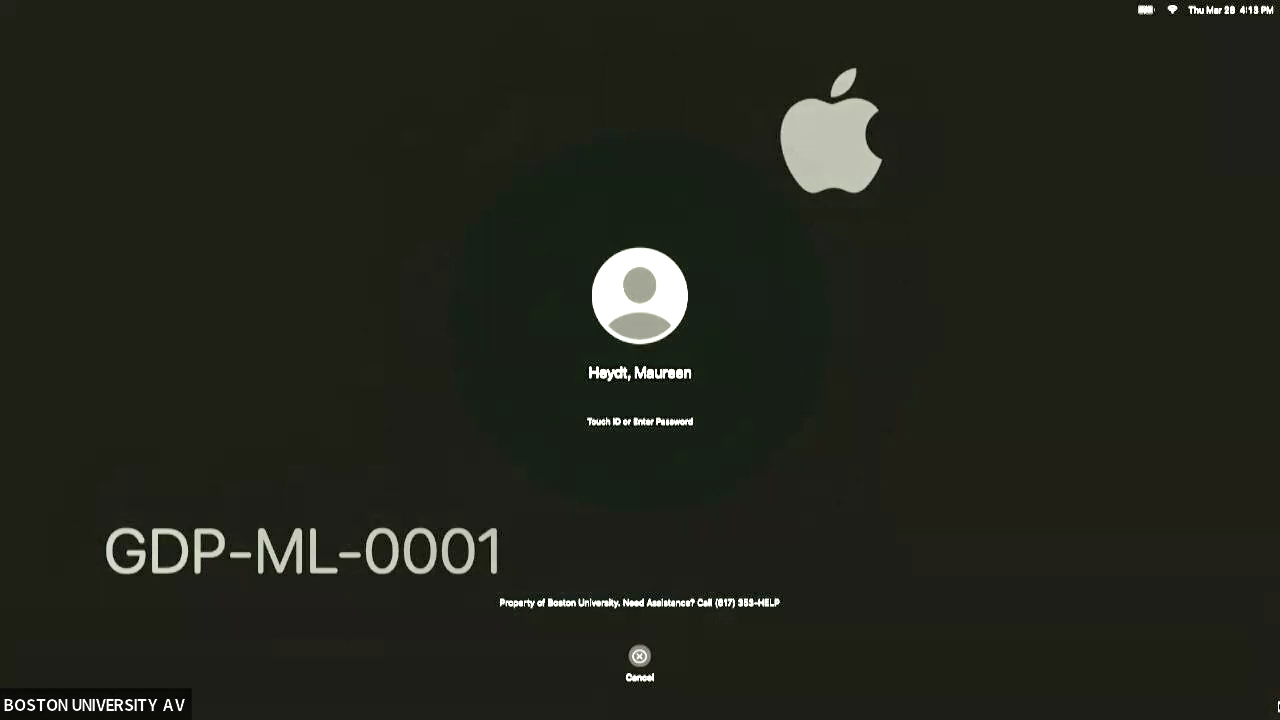 Thu Mar 28 4:13 PM
Heydt, Maureen
Touch ID or Enter Password
GDP-ML-0001
Property of Boston University. Need Assistance? Call (617) 353-HELP
Cancel
BOSTON UNIVERSITY AV